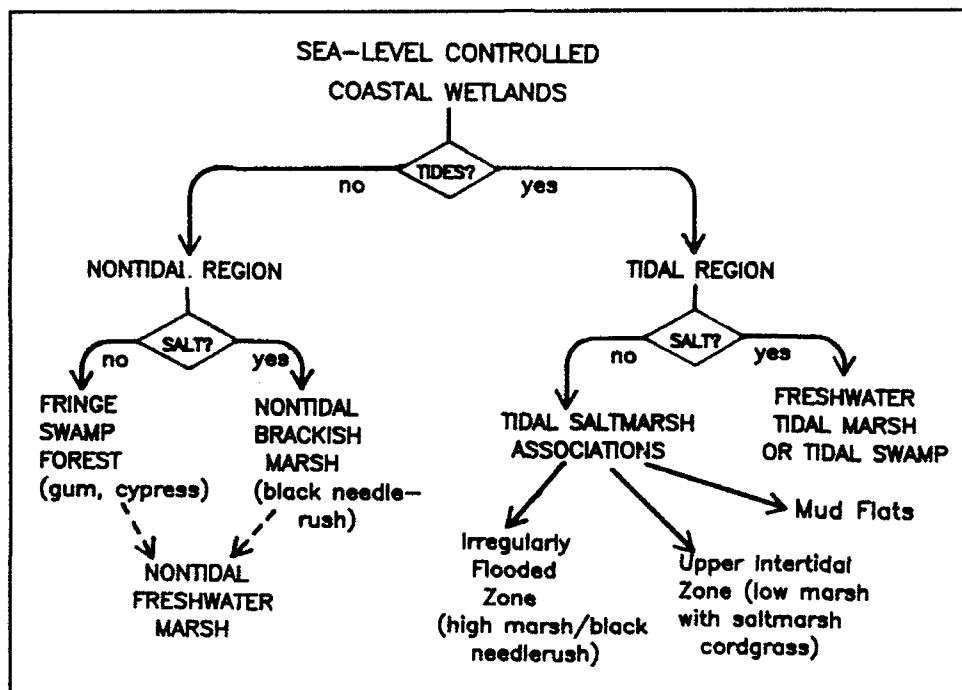 SEA-LEVEL CONTROLLED
COASTAL WETLANDS
TIDES?
no
yes
NONTIDAL REGION
TIDAL REGION
SALT?
no
yes
SALT?
no
yes
FRINGE
SWAMP
FOREST
(gum, cypress)
NONTIDAL
BRACKISH
MARSH
(black needle-
rush)
TIDAL SALTMARSH
ASSOCIATIONS
FRESHWATER
TIDAL MARSH
OR TIDAL SWAMP
NONTIDAL
FRESHWATER
MARSH
Irregularly
Flooded
Zone
(high marsh/black
needlerush)
Upper Intertidal
Zone (low marsh
with saltmarsh
cordgrass)
Mud Flats